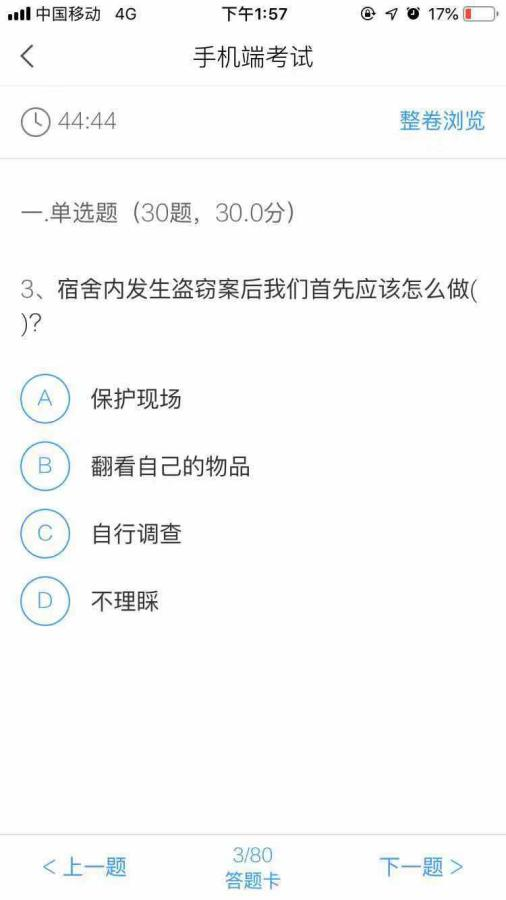 中国移动 4G 下午1:57 17%
手机端考试
44:44 整卷浏览
一.单选题（30题，30.0分）
3、宿舍内发生盗窃案后我们首先应该怎么做(
)?
A 保护现场
B 翻看自己的物品
C 自行调查
D 不理睬
< 上一题 3/80 下一题 >
答题卡